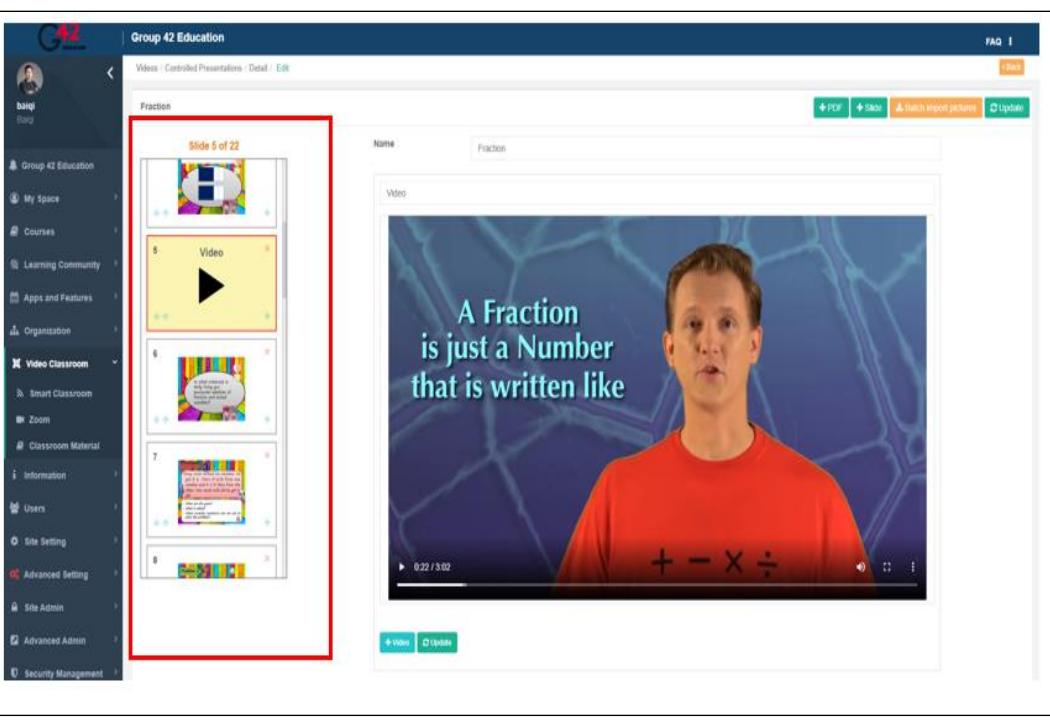 G42
EDUCATION
Group 42 Education
FAQ
Videos / Controlled Presentations / Detail / Edit
Back
baiqi
Baiqi
Fraction
PDF
Slide
Batch import pictures
Update
Slide 5 of 22
Name
Fraction
Group 42 Education
My Space
Courses
Learning Community
Apps and Features
Organization
Video Classroom
Smart Classroom
Zoom
Classroom Material
Information
Users
Site Setting
Advanced Setting
Site Admin
Advanced Admin
Security Management
5
Video
6
7
8
Video
A Fraction
is just a Number
that is written like
+ − × ÷
0:22 / 3:02
+ Video
Update